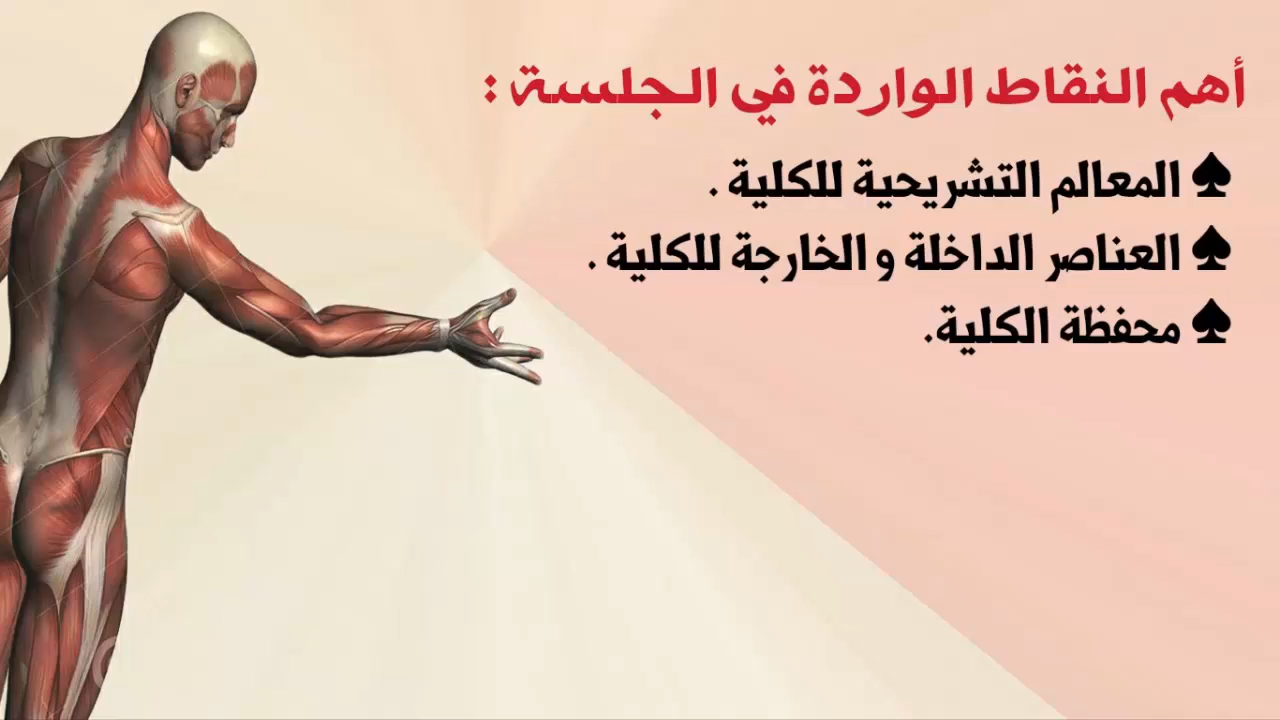 أهم النقاط الواردة في الجلسة :
♠ المعالم التشريحية للكلية .
♠ العناصر الداخلة و الخارجة للكلية .
♠ محفظة الكلية.